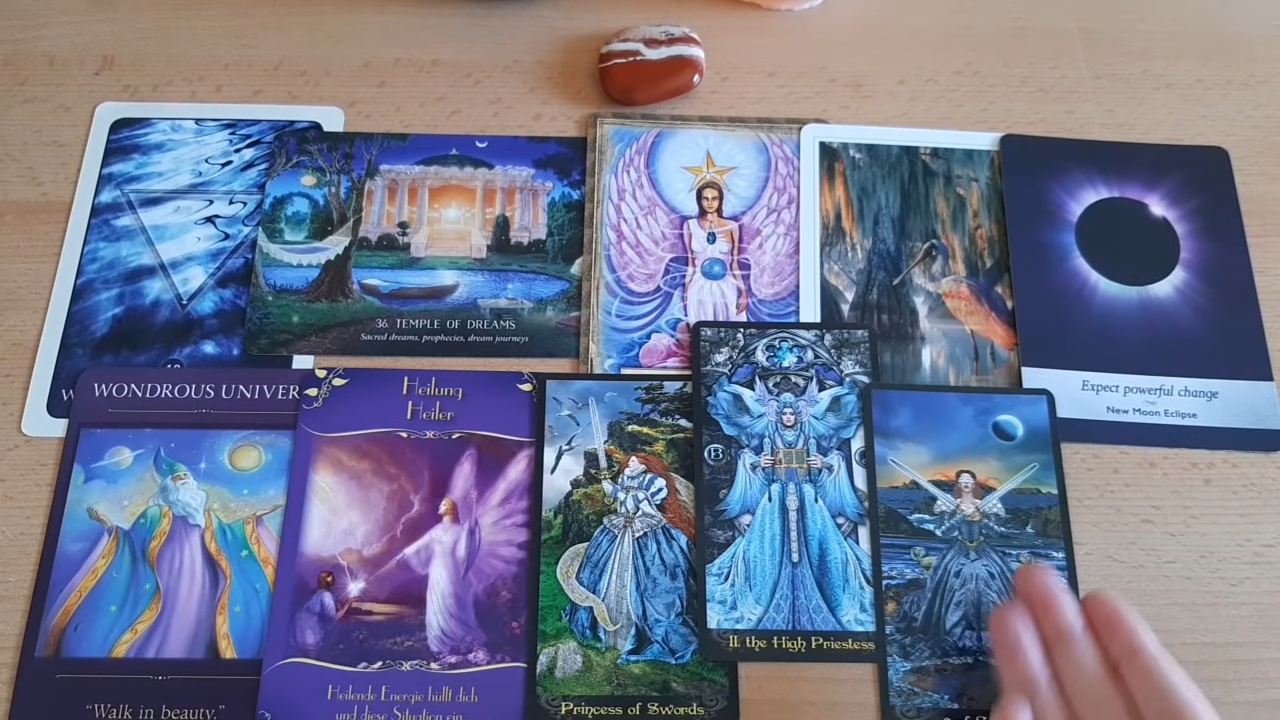 36. TEMPLE OF DREAMS
Sacred dreams, prophecies, dream journeys
Expect powerful change
New Moon Eclipse
WONDROUS UNIVER
"Walk in beauty."
Heilung
Heiler
Heilende Energie hüllt dich
und diese Situation ein
Princess of Swords
B
II. the High Priestess